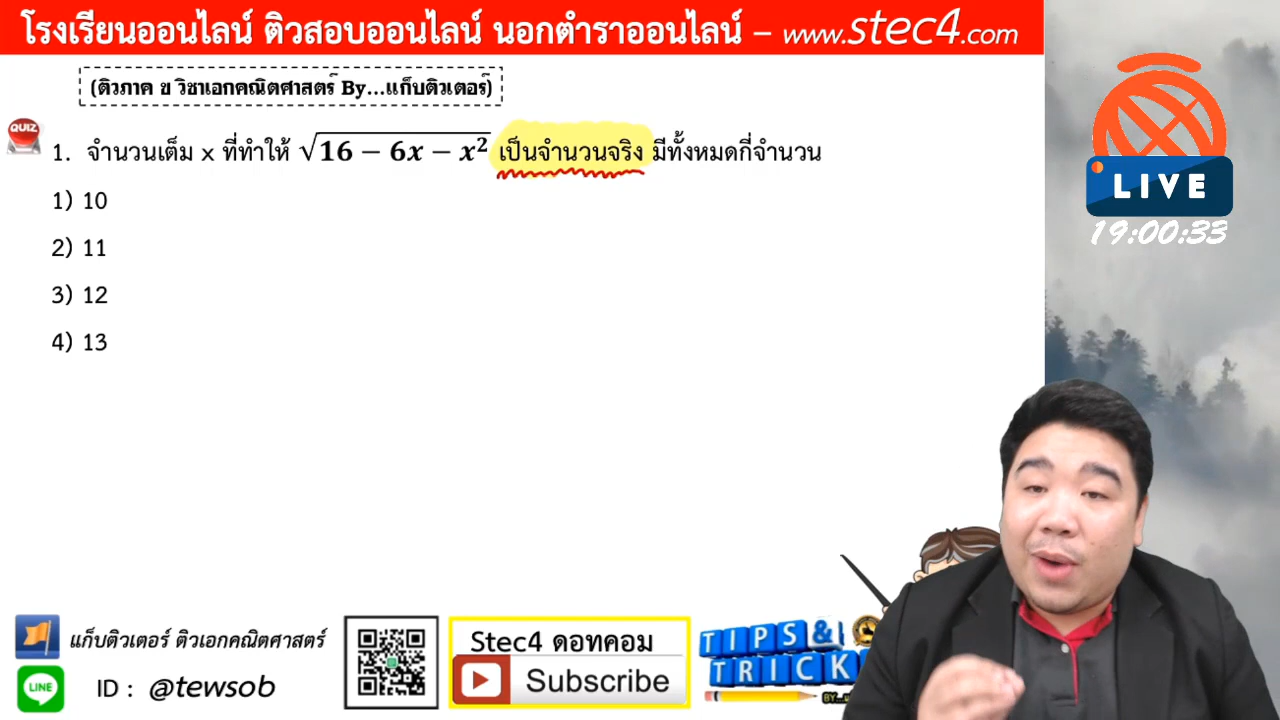 โรงเรียนออนไลน์ ติวสอบออนไลน์ นอกตำราออนไลน์ – www.stec4.com
(ติวภาค ข วิชาเอกคณิตศาสตร์ By...แก๊บติวเตอร์)
QUIZ
1. จำนวนเต็ม x ที่ทำให้ √16 − 6x − x² เป็นจำนวนจริง มีทั้งหมดกี่จำนวน
1) 10
2) 11
3) 12
4) 13
LIVE
19:00:33
แก๊บติวเตอร์ ติวเอกคณิตศาสตร์
LINE
ID : @tewsob
Stec4 ดอทคอม
Subscribe
TIPS &
TRICK
BY...